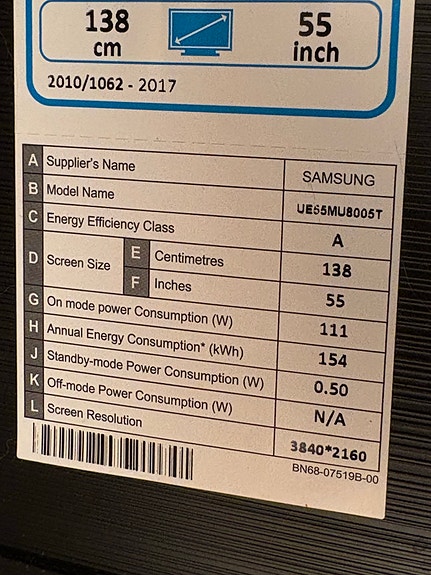 138 cm
55 inch
2010/1062 - 2017
A Supplier's Name SAMSUNG
B Model Name UE55MU8005T
C Energy Efficiency Class A
D Screen Size E Centimetres 138
F Inches 55
G On mode power Consumption (W) 111
H Annual Energy Consumption* (kWh) 154
J Standby-mode Power Consumption (W) 0.50
K Off-mode Power Consumption (W) N/A
L Screen Resolution 3840*2160
BN68-07519B-00